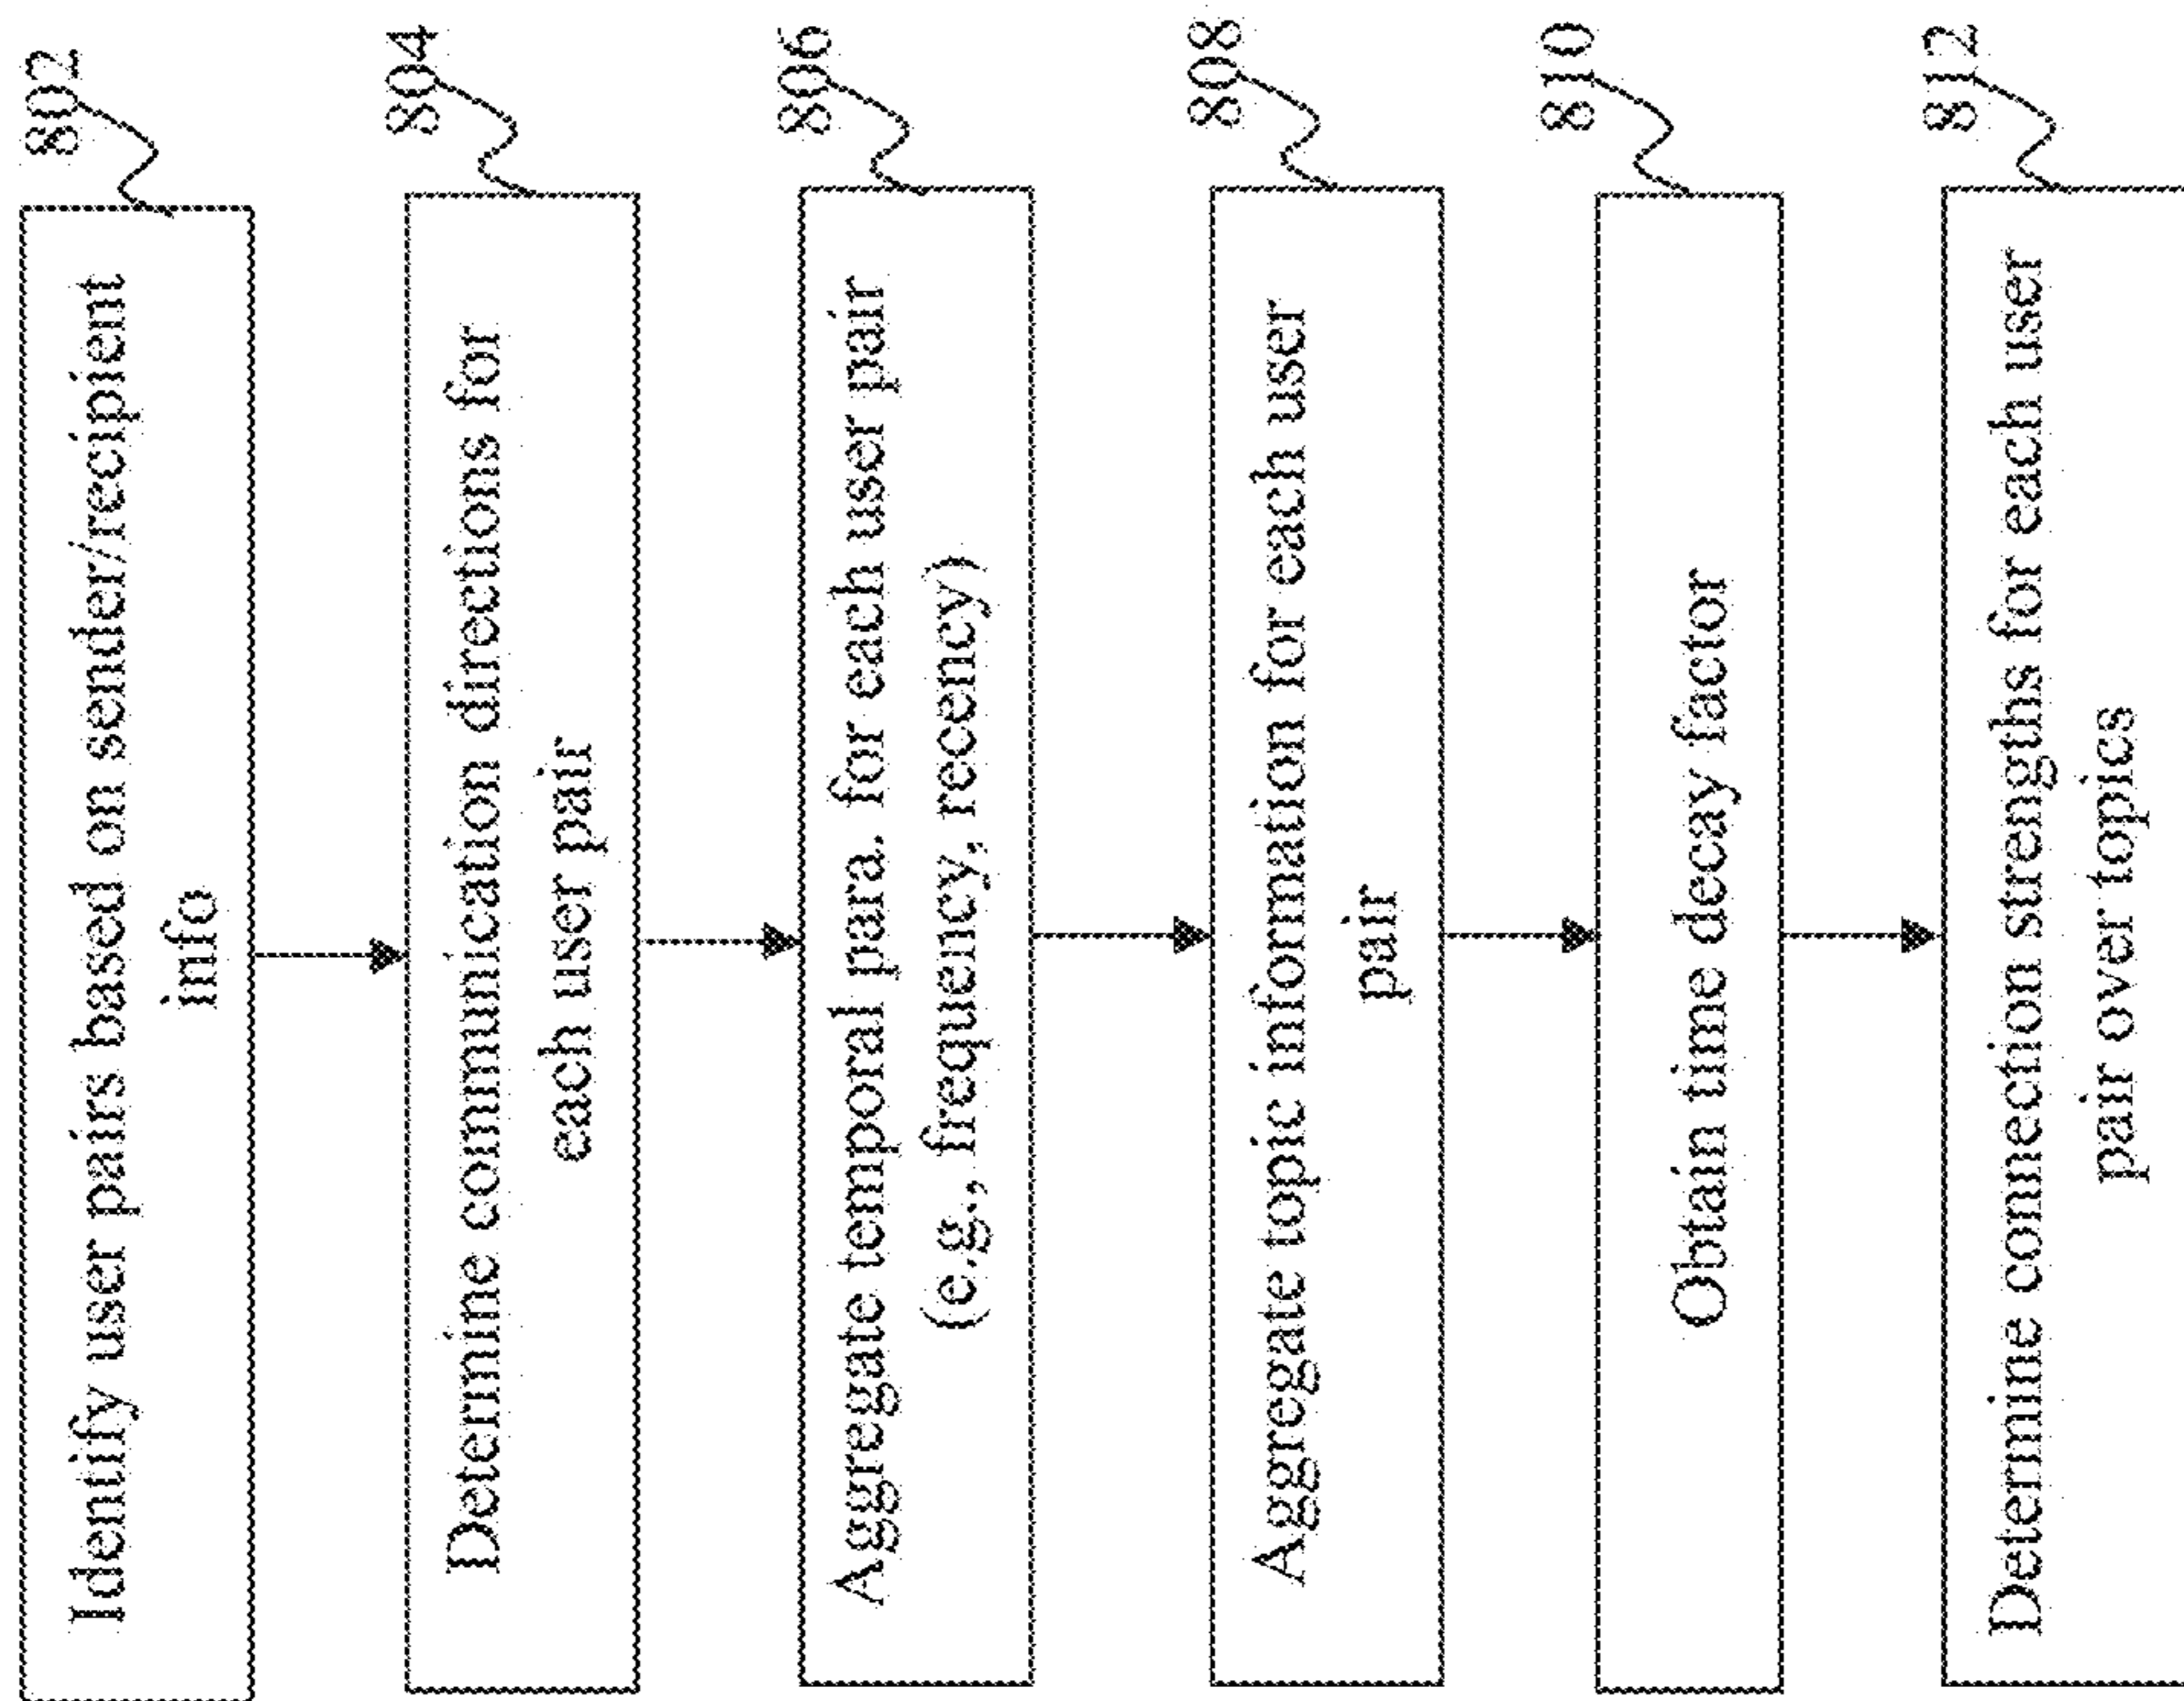 802
Identify user pairs based on sender/recipient
info
804
Determine communication directions for
each user pair
806
Aggregate temporal para. for each user pair
(e.g., frequency, recency)
808
Aggregate topic information for each user
pair
810
Obtain time decay factor
812
Determine connection strengths for each user
pair over topics